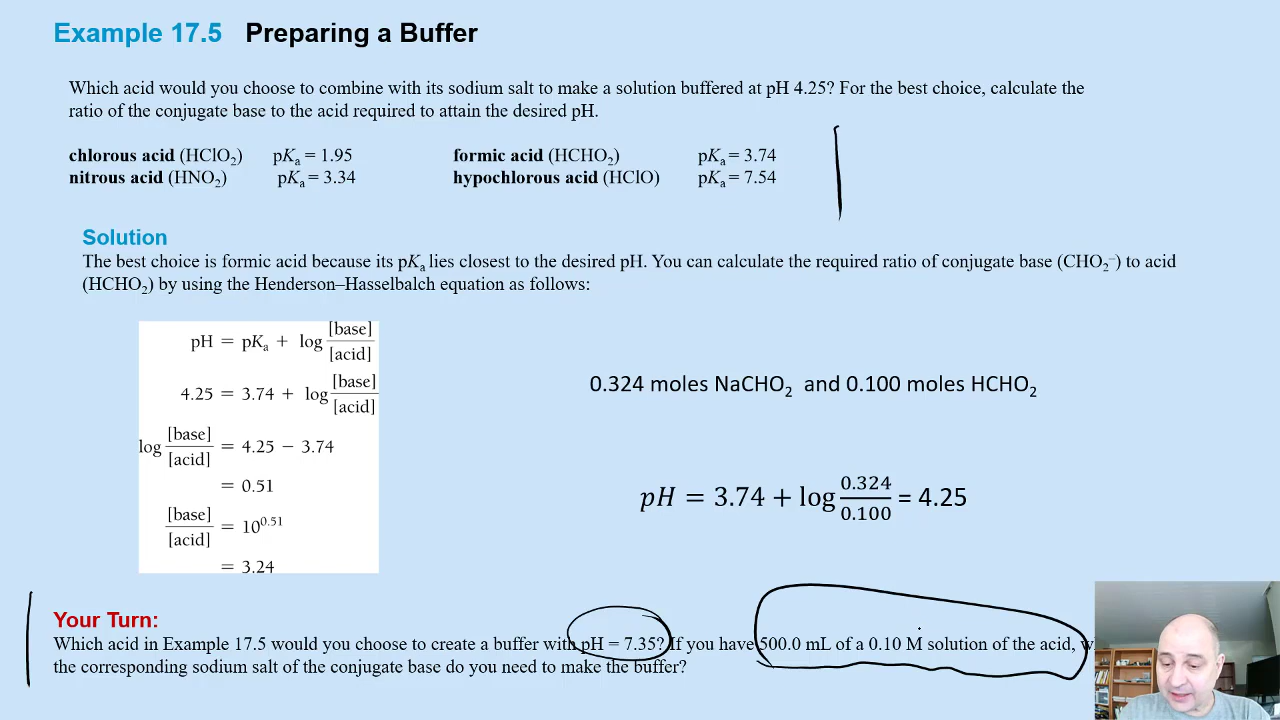 Example 17.5 Preparing a Buffer
Which acid would you choose to combine with its sodium salt to make a solution buffered at pH 4.25? For the best choice, calculate the
ratio of the conjugate base to the acid required to attain the desired pH.
chlorous acid (HClO₂) pKₐ = 1.95 formic acid (HCHO₂) pKₐ = 3.74
nitrous acid (HNO₂) pKₐ = 3.34 hypochlorous acid (HClO) pKₐ = 7.54
Solution
The best choice is formic acid because its pKₐ lies closest to the desired pH. You can calculate the required ratio of conjugate base (CHO₂⁻) to acid
(HCHO₂) by using the Henderson–Hasselbalch equation as follows:
pH = pKₐ + log [base]/[acid]
4.25 = 3.74 + log [base]/[acid]
log [base]/[acid] = 4.25 − 3.74
= 0.51
[base]/[acid] = 10^0.51
= 3.24
0.324 moles NaCHO₂ and 0.100 moles HCHO₂
pH = 3.74 + log 0.324/0.100 = 4.25
Your Turn:
Which acid in Example 17.5 would you choose to create a buffer with pH = 7.35? If you have 500.0 mL of a 0.10 M solution of the acid,
the corresponding sodium salt of the conjugate base do you need to make the buffer?